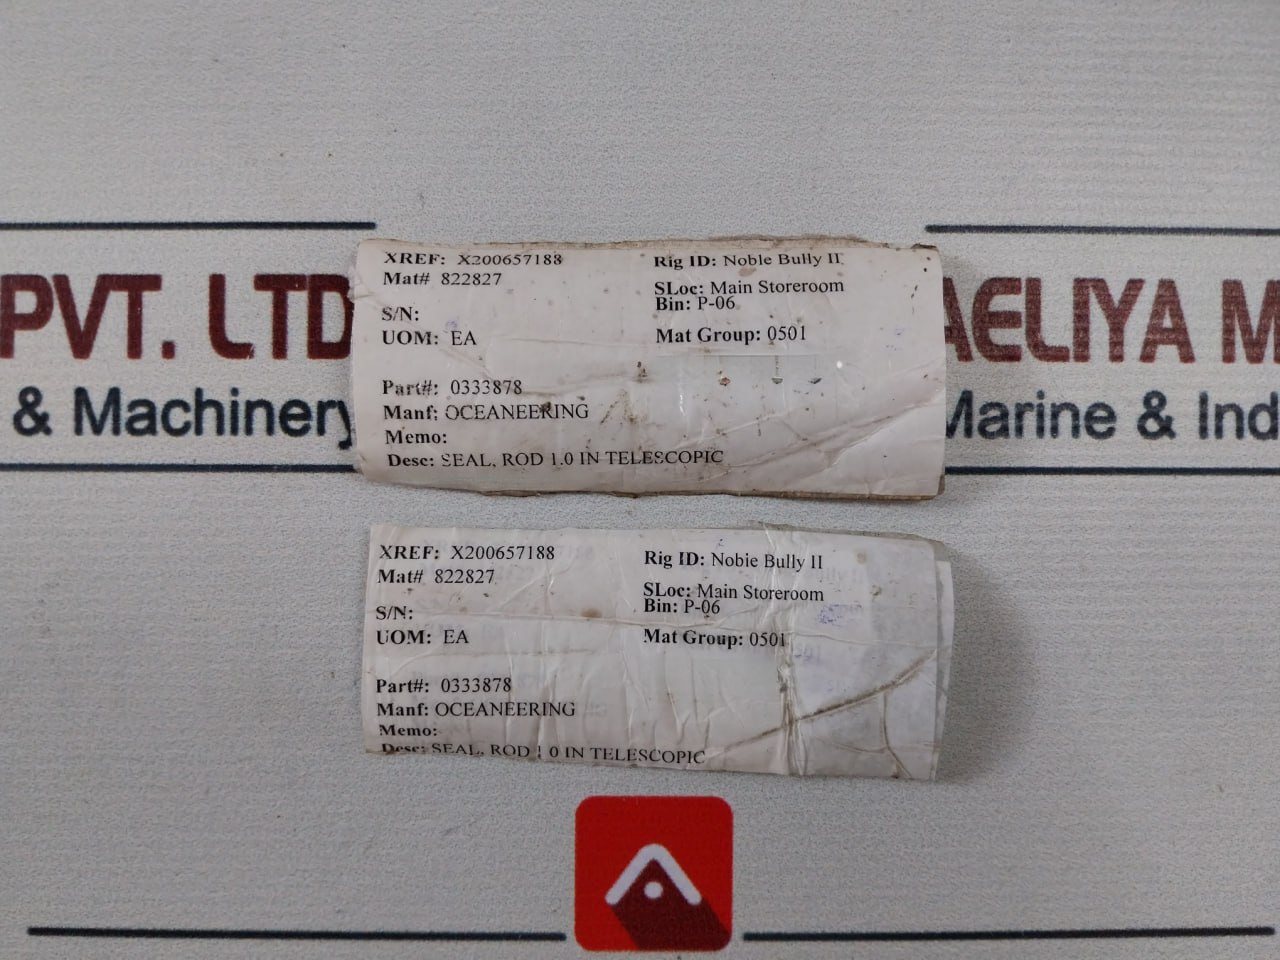 PVT. LTD
& Machinery
AELIYA M
Marine & Ind
XREF: X200657188
Rig ID: Noble Bully II
Mat# 822827
SLoc: Main Storeroom
Bin: P-06
S/N:
UOM: EA
Mat Group: 0501
Part#: 0333878
Manf: OCEANEERING
Memo:
Desc: SEAL, ROD 1.0 IN TELESCOPIC
XREF: X200657188
Rig ID: Noble Bully II
Mat# 822827
SLoc: Main Storeroom
Bin: P-06
S/N:
UOM: EA
Mat Group: 0501
Part#: 0333878
Manf: OCEANEERING
Memo:
Desc: SEAL, ROD 1.0 IN TELESCOPIC